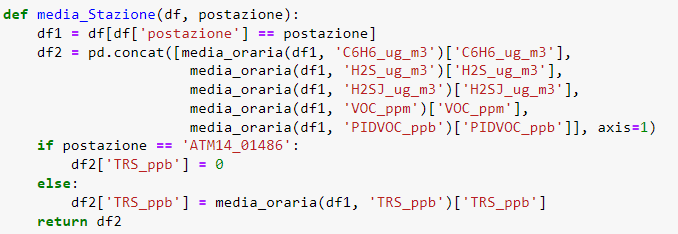 def media_Stazione(df, postazione):
    df1 = df[df['postazione'] == postazione]
    df2 = pd.concat([media_oraria(df1, 'C6H6_ug_m3')['C6H6_ug_m3'],
                     media_oraria(df1, 'H2S_ug_m3')['H2S_ug_m3'],
                     media_oraria(df1, 'H2SJ_ug_m3')['H2SJ_ug_m3'],
                     media_oraria(df1, 'VOC_ppm')['VOC_ppm'],
                     media_oraria(df1, 'PIDVOC_ppb')['PIDVOC_ppb']], axis=1)
    if postazione == 'ATM14_01486':
        df2['TRS_ppb'] = 0
    else:
        df2['TRS_ppb'] = media_oraria(df1, 'TRS_ppb')['TRS_ppb']
    return df2